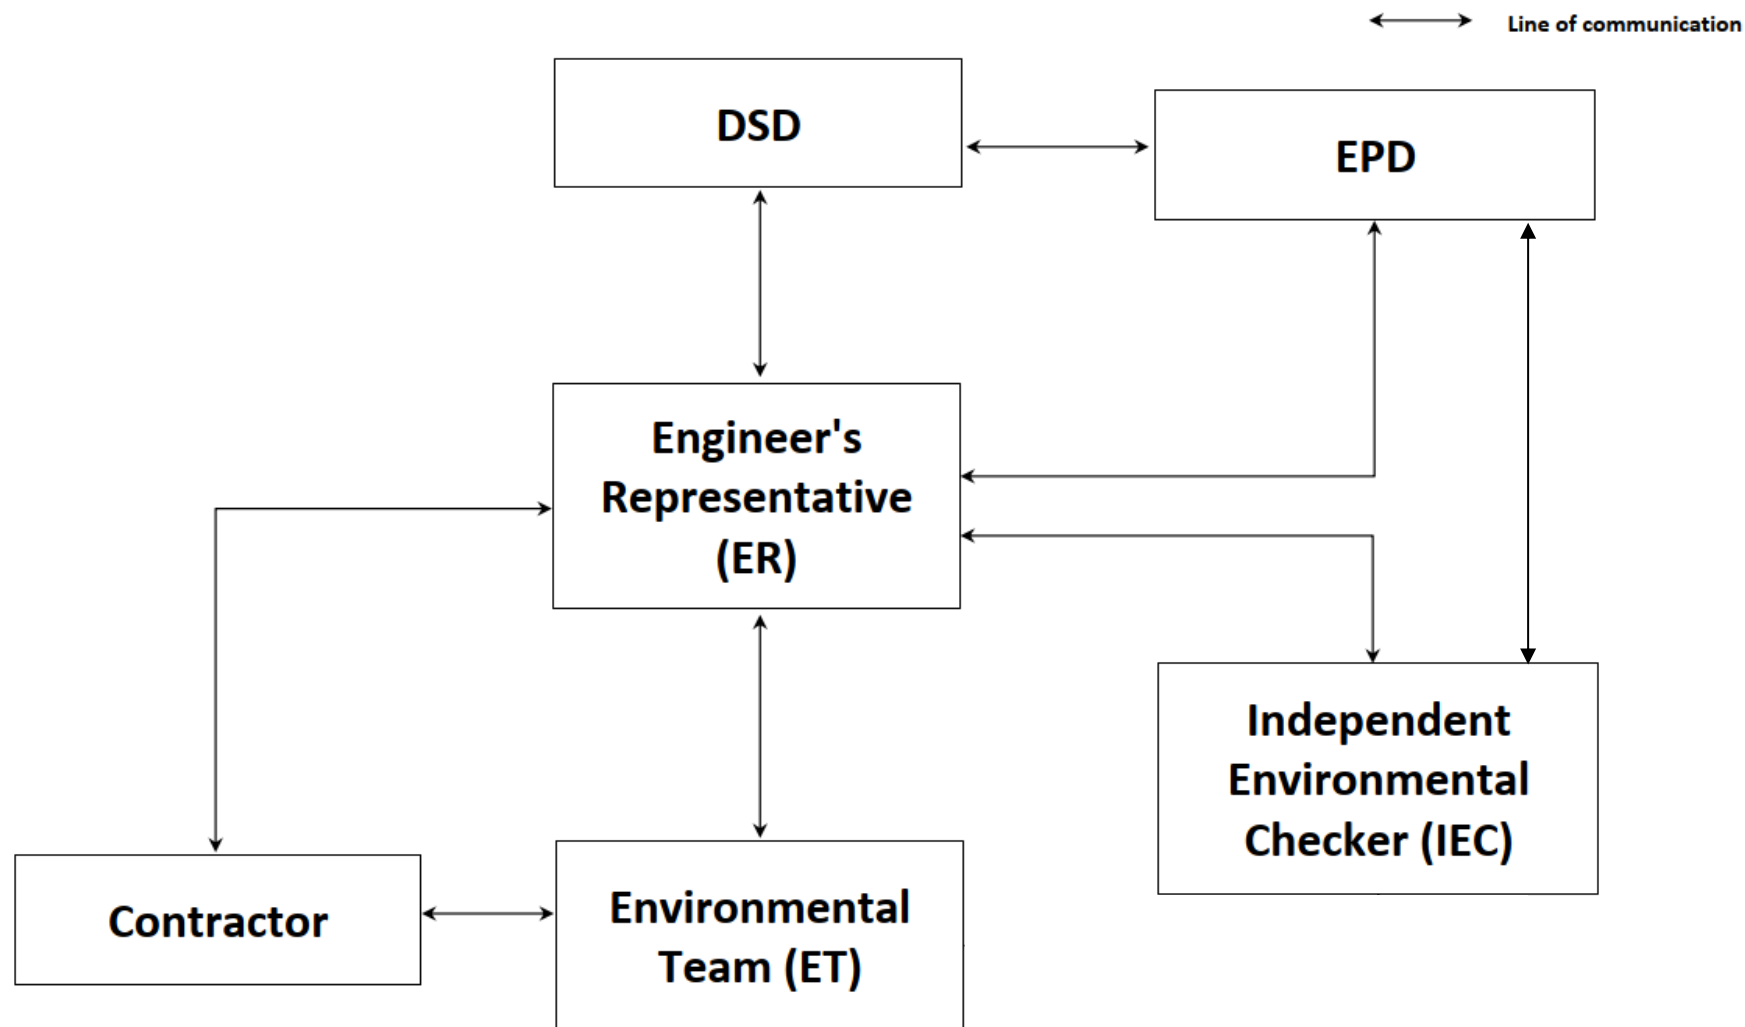 Line of communication
DSD
EPD
Engineer's
Representative
(ER)
Independent
Environmental
Checker (IEC)
Contractor
Environmental
Team (ET)